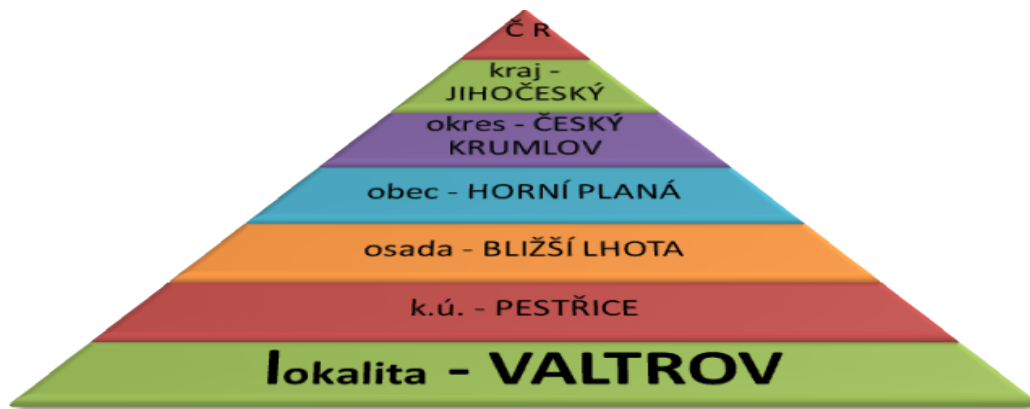 Č R
kraj -
JIHOČESKÝ
okres - ČESKÝ
KRUMLOV
obec - HORNÍ PLANÁ
osada - BLIŽŠÍ LHOTA
k.ú. - PESTŘICE
lokalita - VALTROV